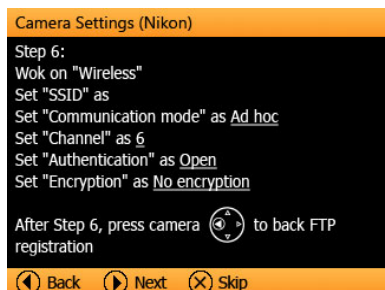 Camera Settings (Nikon)
Step 6:
Wok on "Wireless"
Set "SSID" as
Set "Communication mode" as Ad hoc
Set "Channel" as 6
Set "Authentication" as Open
Set "Encryption" as No encryption
After Step 6, press camera to back FTP
registration
Back Next Skip